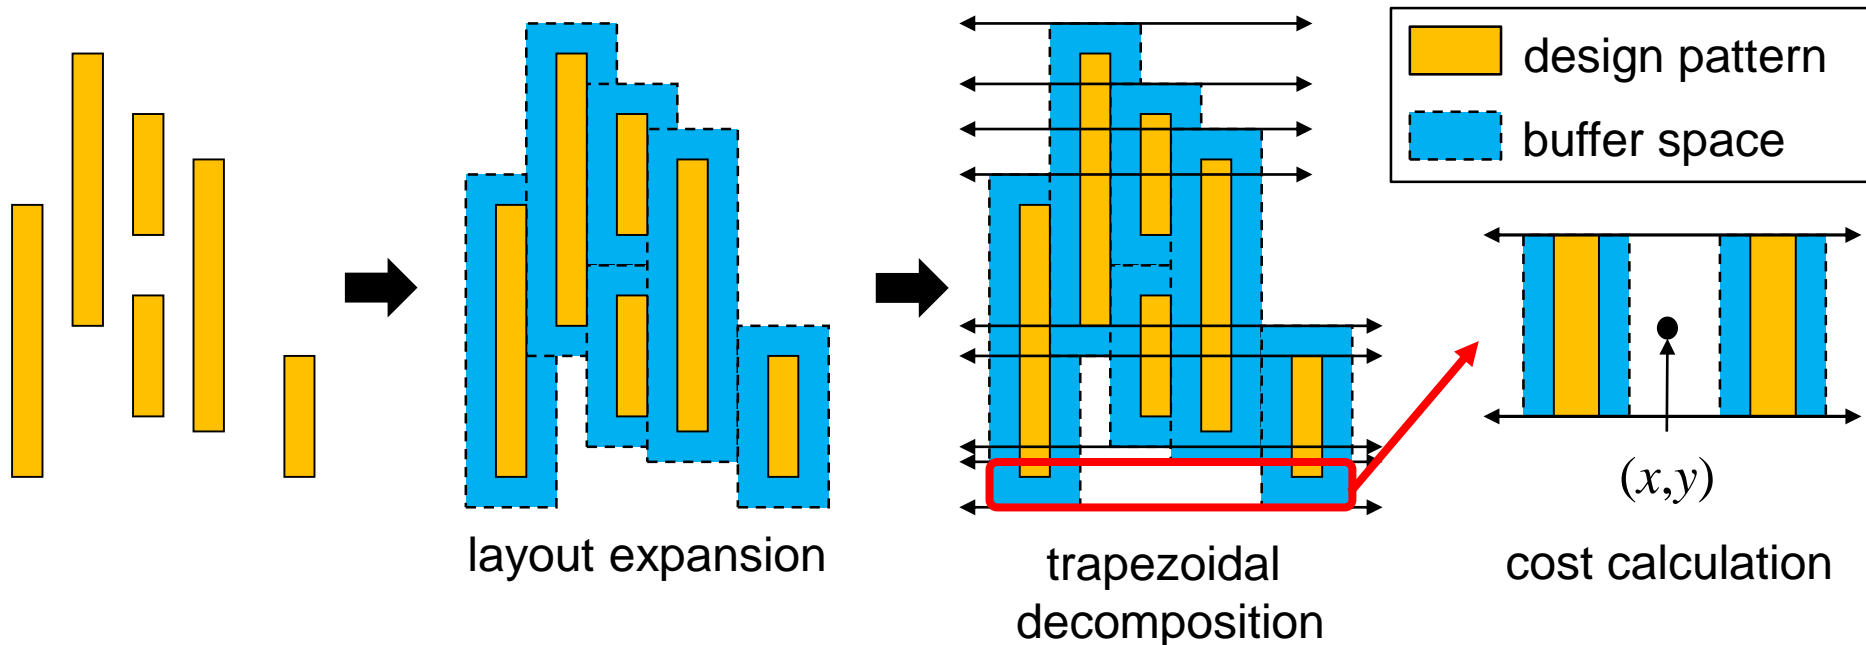 design pattern
buffer space
(x,y)
layout expansion
trapezoidal
decomposition
cost calculation